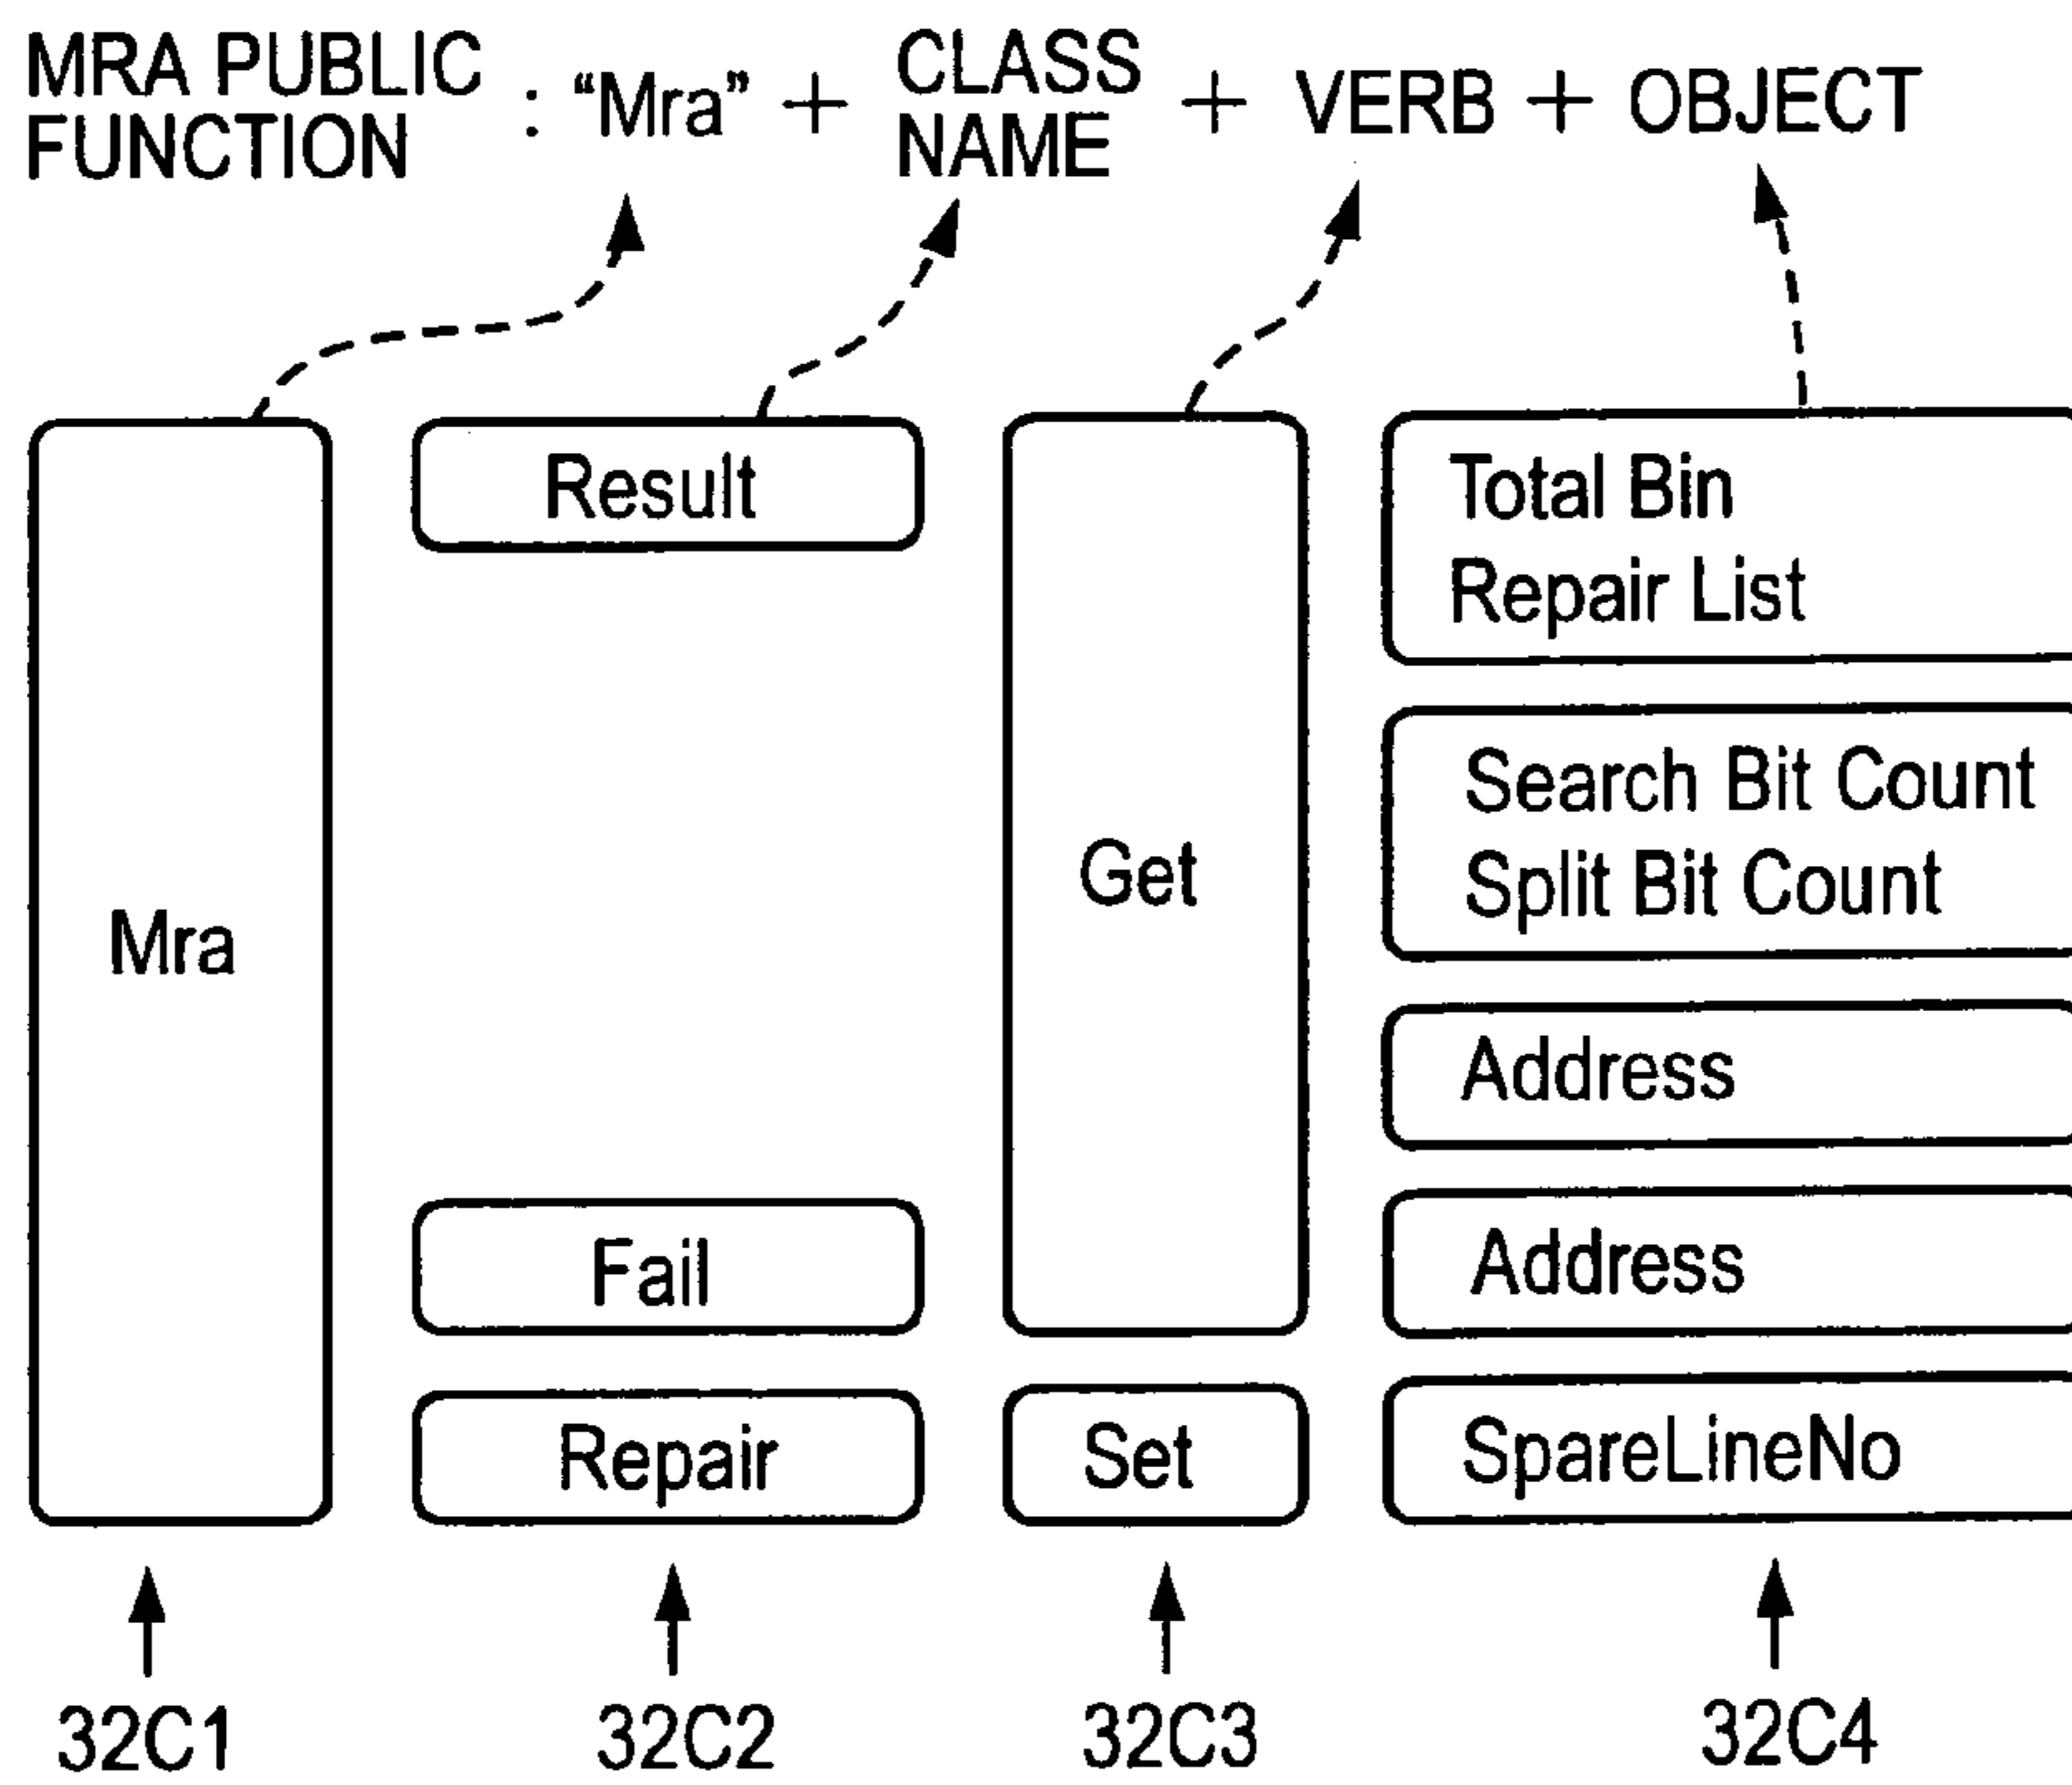 MRA PUBLIC FUNCTION : “Mra” + CLASS NAME + VERB + OBJECT
Mra
Result
Fail
Repair
Get
Set
Total Bin
Repair List
Search Bit Count
Split Bit Count
Address
Address
SpareLineNo
32C1
32C2
32C3
32C4